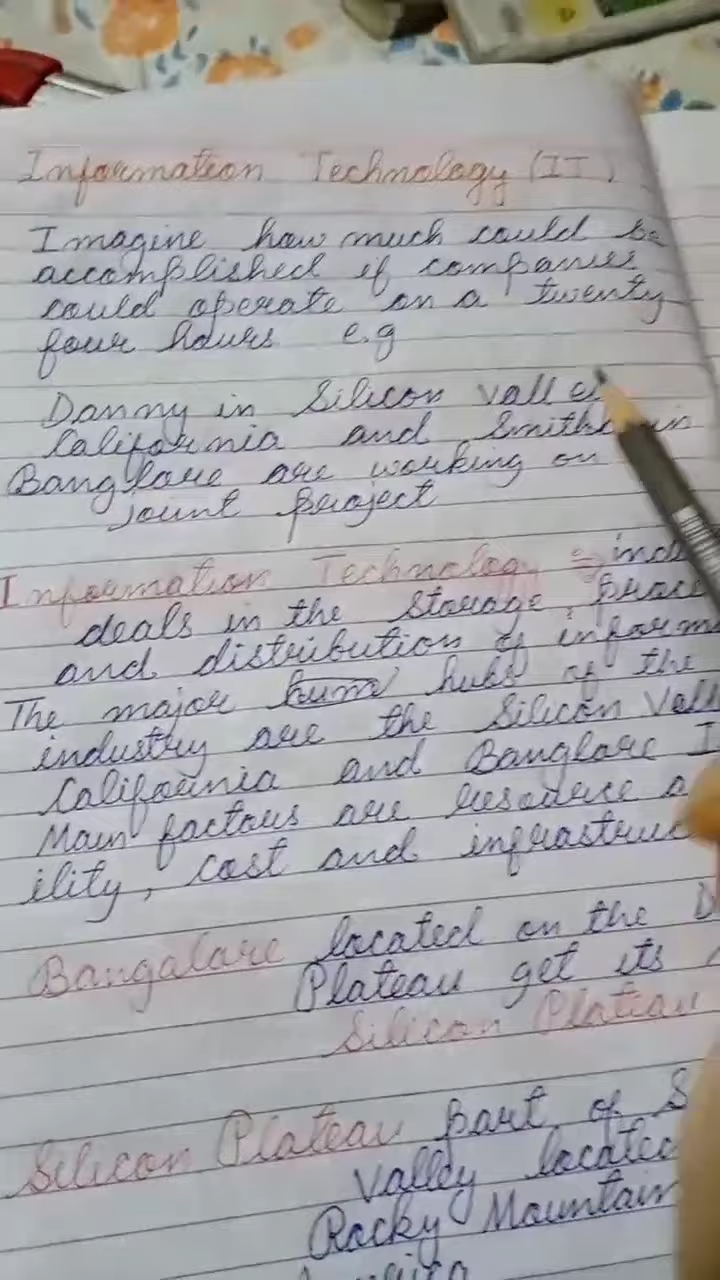 Information Technology (IT)
Imagine how much could be
accomplished if companies
could operate on a twenty
four hours e.g
Danny in Silicon Vall
California and Smith in
Banglore are working on
joint project
Information Technology =
deals in the storage,
and distribution of
The major hubs of the
industry are the Silicon
California and Banglore
Main factors are resource
ility, cost and
Bangalore located on the
Plateau get its
Silicon Plateau
Silicon Plateau Part of S
Valley located
Rocky Mountain